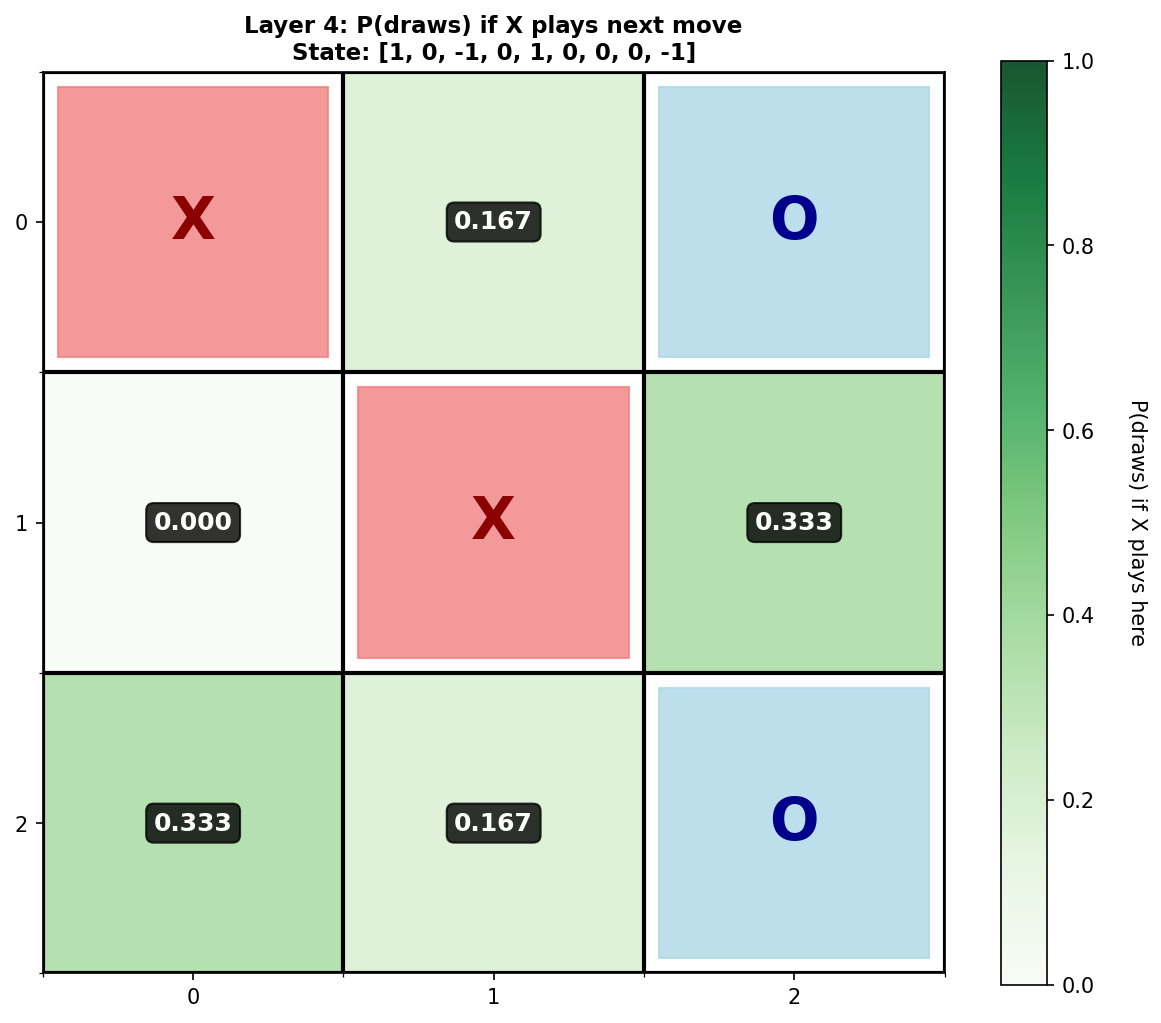 Layer 4: P(draws) if X plays next move
State: [1, 0, -1, 0, 1, 0, 0, 0, -1]
X
0.167
O
0.000
X
0.333
0.333
0.167
O
0
1
2
0
1
2
1.0
0.8
0.6
0.4
0.2
0.0
P(draws) if X plays here